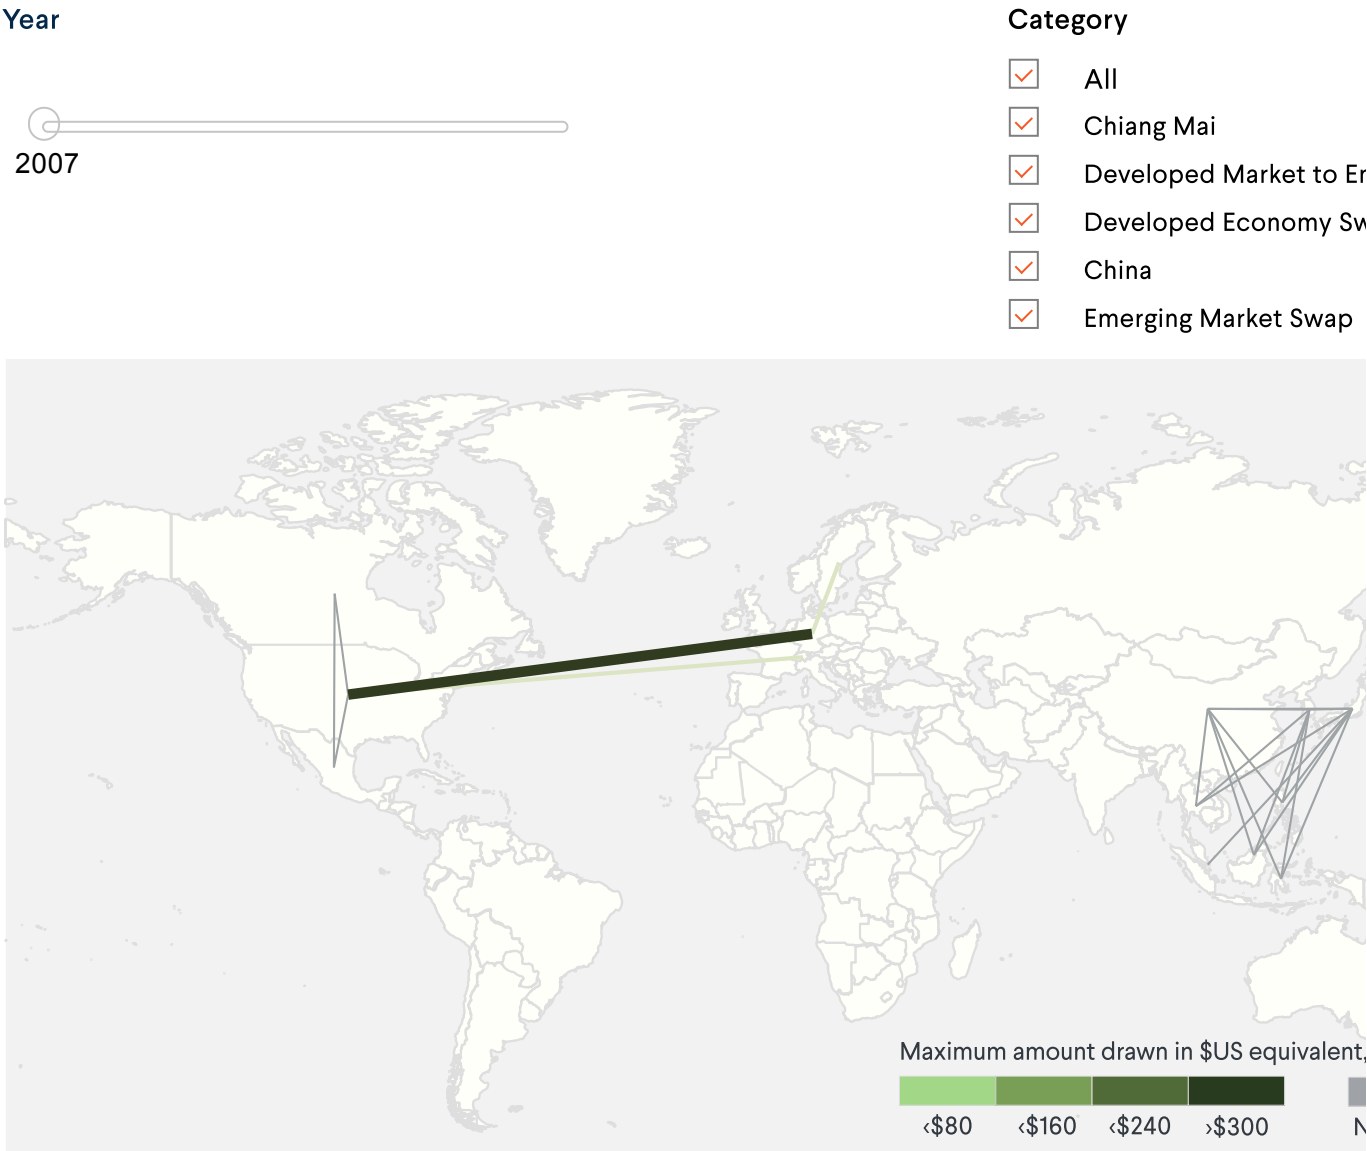 Year
2007
Category
All
Chiang Mai
Developed Market to Em
Developed Economy Sw
China
Emerging Market Swap
Maximum amount drawn in $US equivalent,
<$80 <$160 <$240 >$300 N